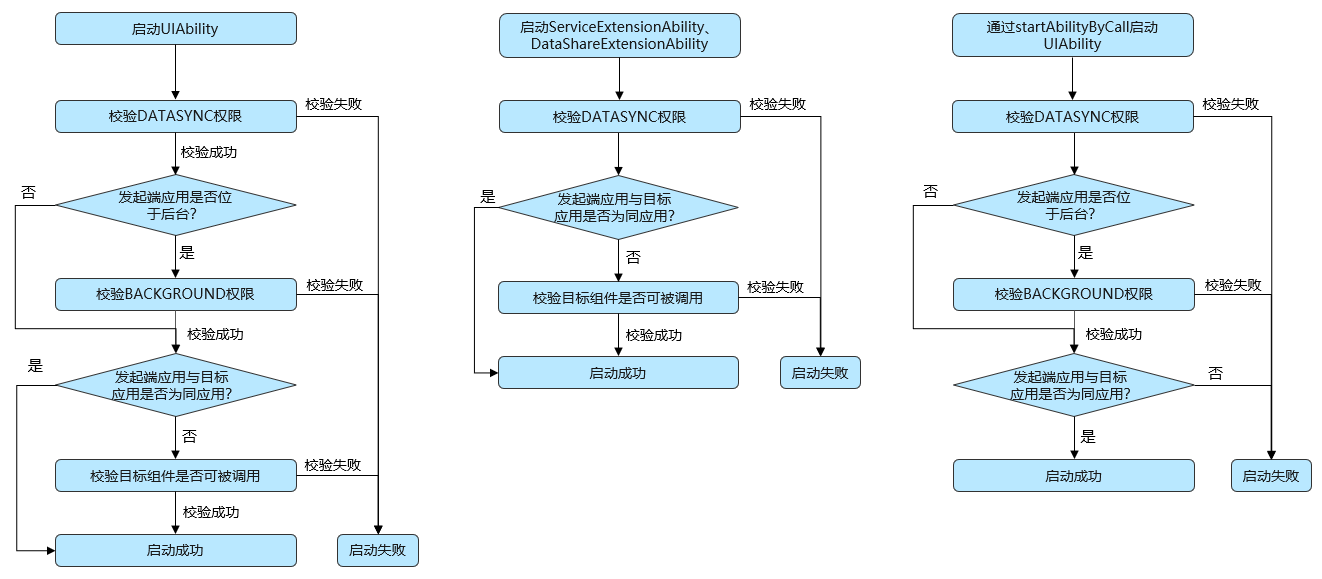 启动UIAbility
校验DATASYNC权限
校验失败
校验成功
否
发起端应用是否位
于后台?
是
校验BACKGROUND权限
校验失败
校验成功
是
发起端应用与目标
应用是否为同应用?
否
校验目标组件是否可被调用
校验失败
校验成功
启动成功
启动失败
启动ServiceExtensionAbility、
DataShareExtensionAbility
校验DATASYNC权限
校验失败
是
发起端应用与目标
应用是否为同应用?
否
校验目标组件是否可被调用
校验失败
校验成功
启动成功
启动失败
通过startAbilityByCall启动
UIAbility
校验DATASYNC权限
校验失败
否
发起端应用是否位
于后台?
是
校验BACKGROUND权限
校验失败
校验成功
发起端应用与目标
应用是否为同应用?
否
是
启动成功
启动失败